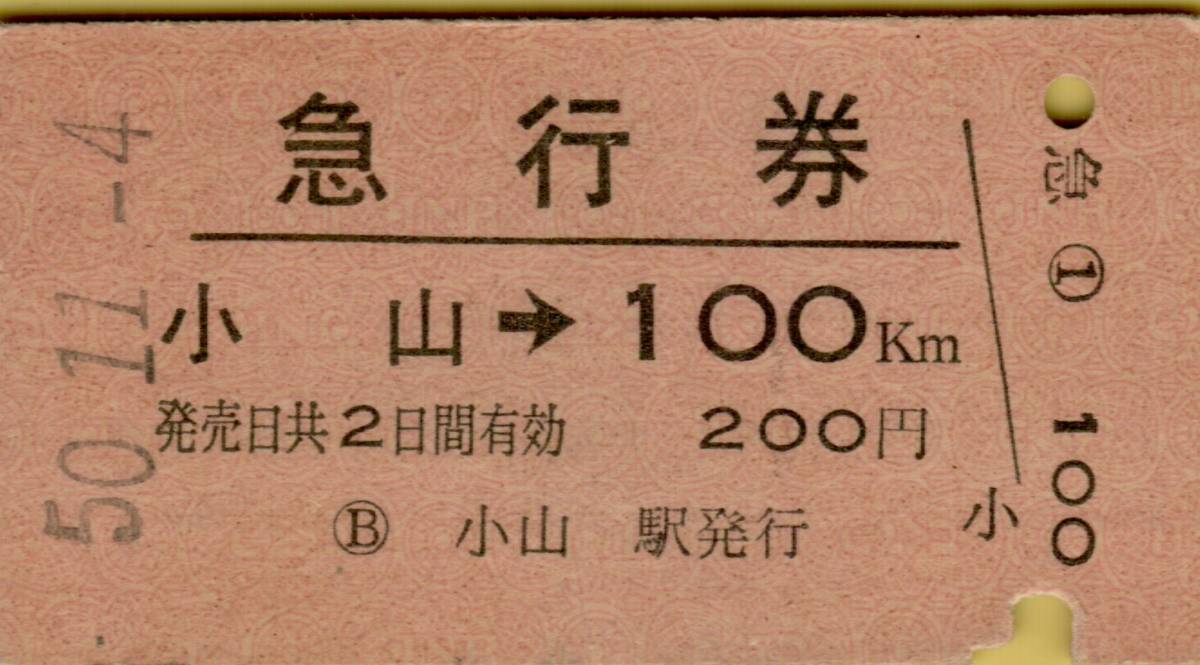 急行券
小山→100Km
発売日共2日間有効 200円
Ⓑ 小山 駅発行
小
急 ① 100
50 11 -4